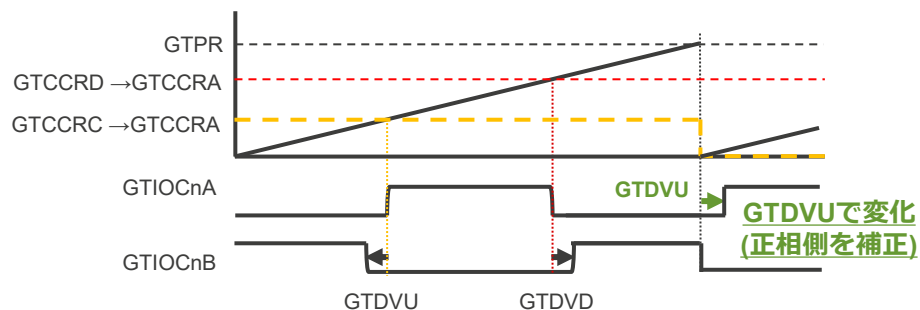 GTPR
GTCCRD →GTCCRA
GTCCRC →GTCCRA
GTIOCnA
GTDVU
GTDVUで変化
(正相側を補正)
GTIOCnB
GTDVU
GTDVD